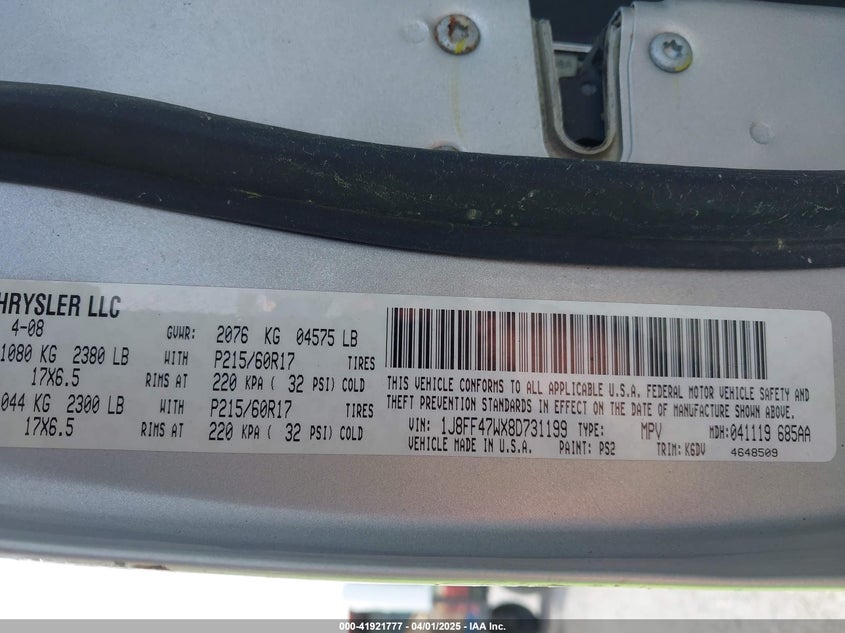 HRYSLER LLC
4-08
GVWR: 2076 KG 04575 LB
1080 KG 2380 LB WITH P215/60R17 TIRES
17X6.5 RIMS AT 220 KPA ( 32 PSI) COLD
044 KG 2300 LB WITH P215/60R17 TIRES
17X6.5 RIMS AT 220 KPA ( 32 PSI) COLD
THIS VEHICLE CONFORMS TO ALL APPLICABLE U.S.A. FEDERAL MOTOR VEHICLE SAFETY AND
THEFT PREVENTION STANDARDS IN EFFECT ON THE DATE OF MANUFACTURE SHOWN ABOVE.
VIN: 1J8FF47WX8D731199 TYPE: MPV MDH:041119 685AA
VEHICLE MADE IN U.S.A. PAINT: PS2 TRIM: K6DV 4648509
000-41921777 - 04/01/2025 - IAA Inc.